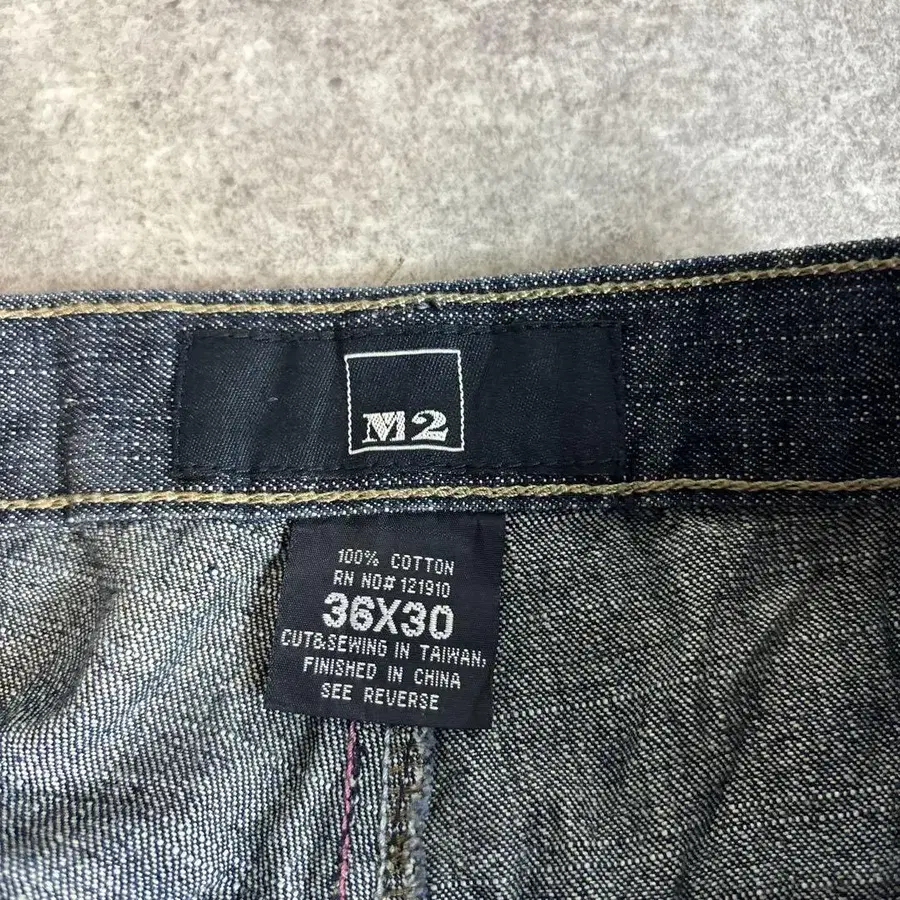 M2
100% COTTON
RN NO# 121910
36X30
CUT&SEWING IN TAIWAN,
FINISHED IN CHINA
SEE REVERSE